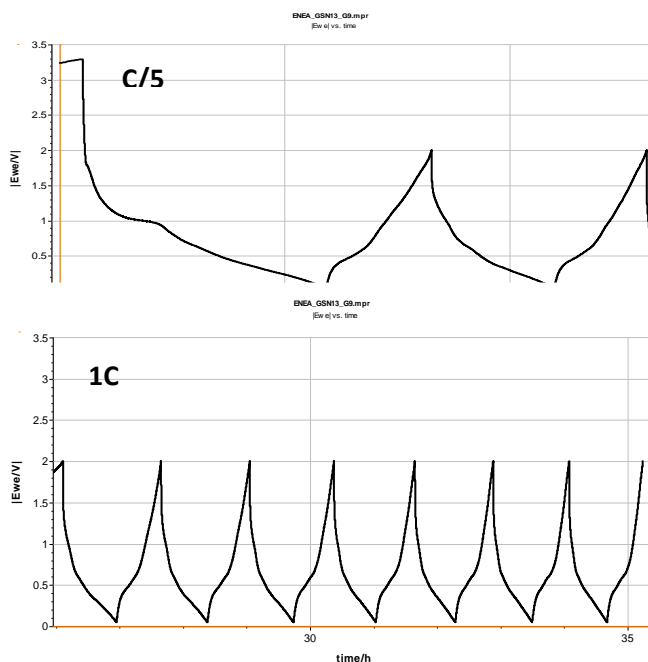 ENEA_GSN13_G9.mpr
|Ewe| vs. time
3.5
C/5
3
2.5
|Ewe/V|
2
1.5
1
0.5
ENEA_GSN13_G9.mpr
|Ewe| vs. time
3.5
1C
3
2.5
|Ewe/V|
2
1.5
1
0.5
0
30
35
time/h